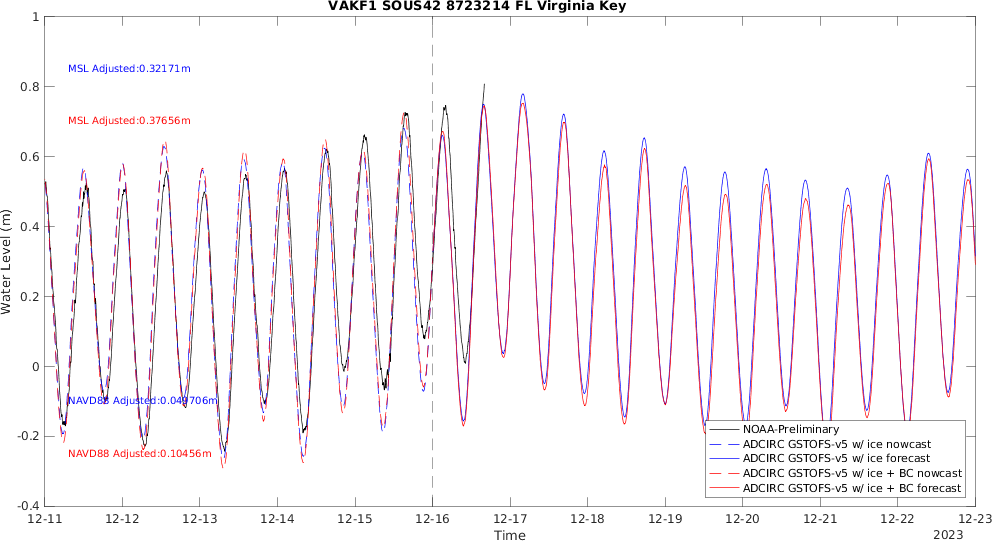 VAKF1 SOUS42 8723214 FL Virginia Key
1
0.8
0.6
0.4
0.2
0
-0.2
-0.4
Water Level (m)
MSL Adjusted:0.32171m
MSL Adjusted:0.37656m
NAVD88 Adjusted:0.049706m
NAVD88 Adjusted:0.10456m
NOAA-Preliminary
ADCIRC GSTOFS-v5 w/ ice nowcast
ADCIRC GSTOFS-v5 w/ ice forecast
ADCIRC GSTOFS-v5 w/ ice + BC nowcast
ADCIRC GSTOFS-v5 w/ ice + BC forecast
12-11 12-12 12-13 12-14 12-15 12-16 12-17 12-18 12-19 12-20 12-21 12-22 12-23
Time
2023